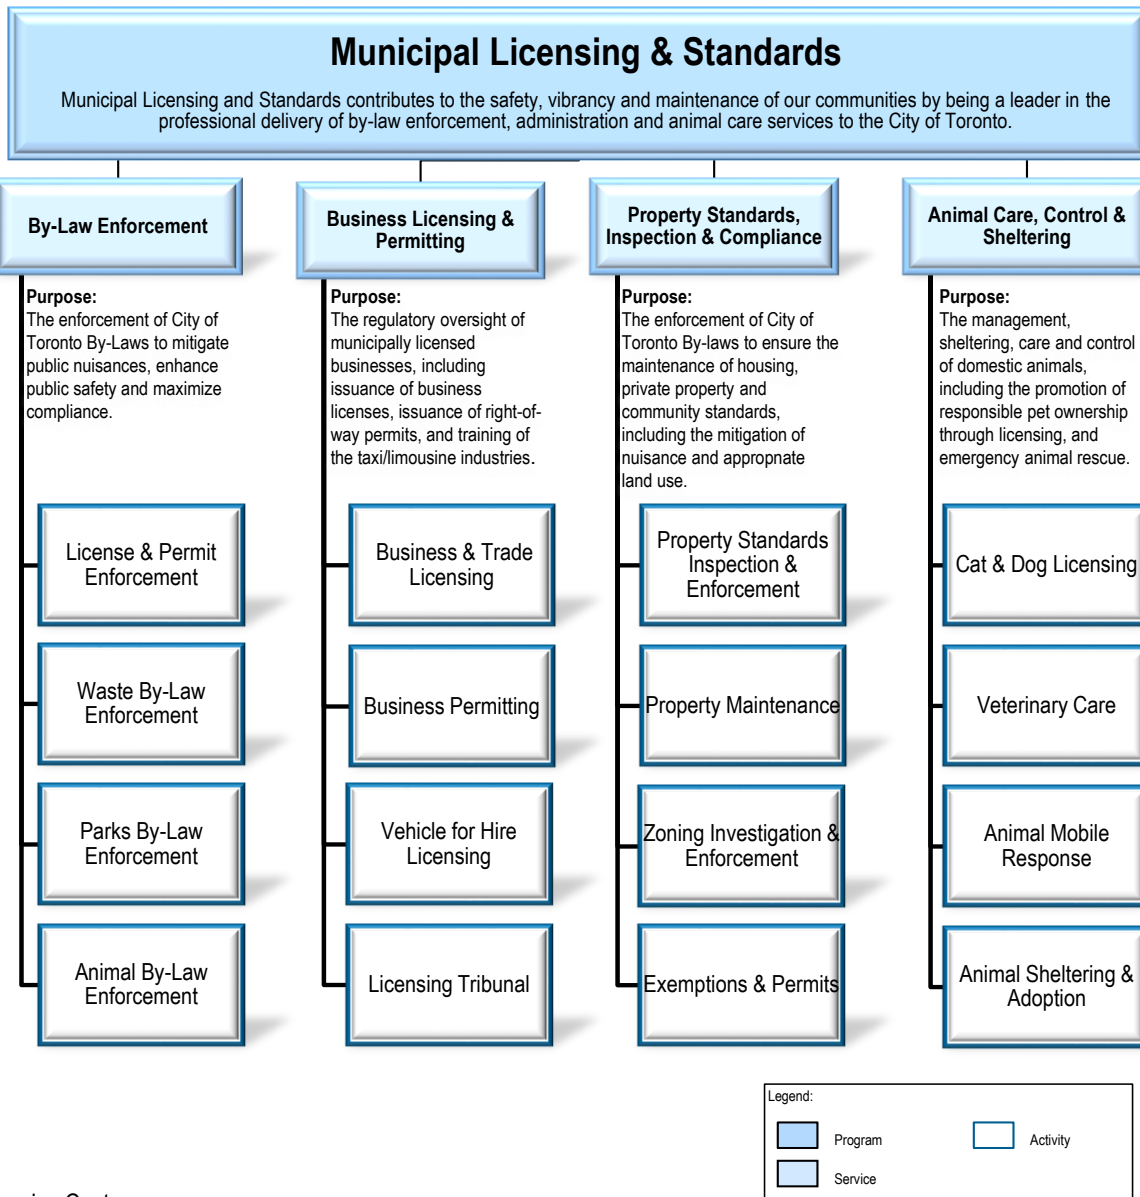 Municipal Licensing & Standards
Municipal Licensing and Standards contributes to the safety, vibrancy and maintenance of our communities by being a leader in the
professional delivery of by-law enforcement, administration and animal care services to the City of Toronto.
By-Law Enforcement
Purpose:
The enforcement of City of
Toronto By-Laws to mitigate
public nuisances, enhance
public safety and maximize
compliance.
License & Permit
Enforcement
Waste By-Law
Enforcement
Parks By-Law
Enforcement
Animal By-Law
Enforcement
Business Licensing &
Permitting
Purpose:
The regulatory oversight of
municipally licensed
businesses, including
issuance of business
licenses, issuance of right-of-
way permits, and training of
the taxi/limousine industries.
Business & Trade
Licensing
Business Permitting
Vehicle for Hire
Licensing
Licensing Tribunal
Property Standards,
Inspection & Compliance
Purpose:
The enforcement of City of
Toronto By-laws to ensure the
maintenance of housing,
private property and
community standards,
including the mitigation of
nuisance and appropnate
land use.
Property Standards
Inspection &
Enforcement
Property Maintenance
Zoning Investigation &
Enforcement
Exemptions & Permits
Animal Care, Control &
Sheltering
Purpose:
The management,
sheltering, care and control
of domestic animals,
including the promotion of
responsible pet ownership
through licensing, and
emergency animal rescue.
Cat & Dog Licensing
Veterinary Care
Animal Mobile
Response
Animal Sheltering &
Adoption
Legend:
Program
Activity
Service